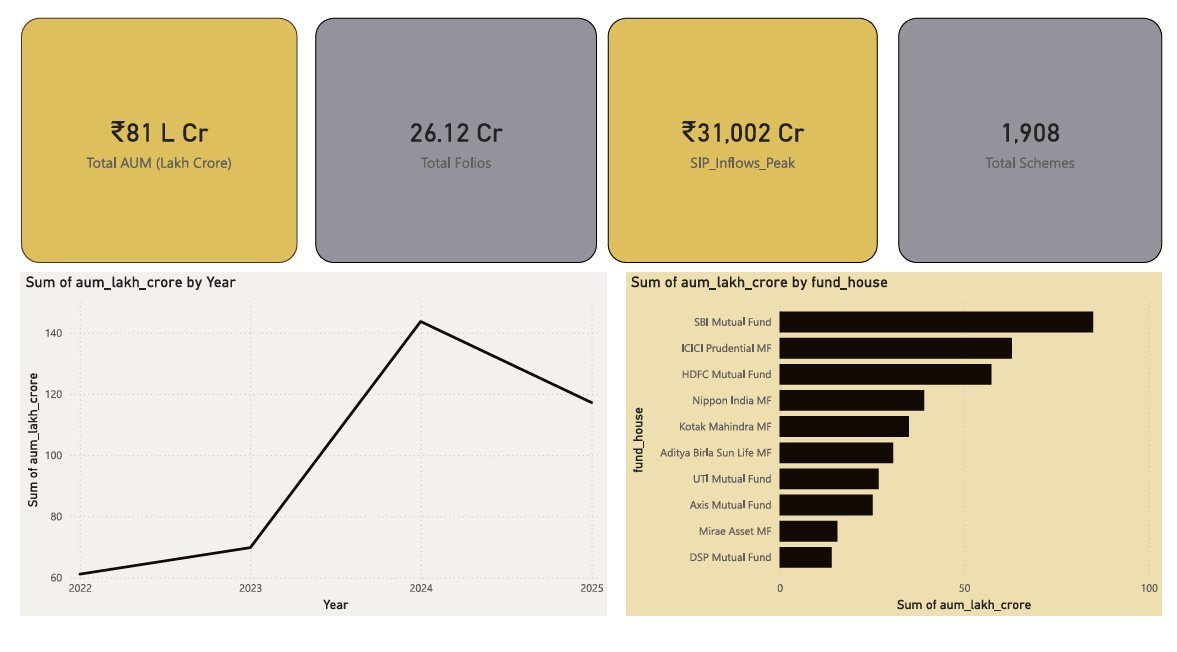 ₹81 L Cr
Total AUM (Lakh Crore)
26.12 Cr
Total Folios
₹31,002 Cr
SIP_Inflows_Peak
1,908
Total Schemes
Sum of aum_lakh_crore by Year
Sum of aum_lakh_crore
140
120
100
80
60
2022
2023
2024
2025
Year
Sum of aum_lakh_crore by fund_house
fund_house
SBI Mutual Fund
ICICI Prudential MF
HDFC Mutual Fund
Nippon India MF
Kotak Mahindra MF
Aditya Birla Sun Life MF
UTI Mutual Fund
Axis Mutual Fund
Mirae Asset MF
DSP Mutual Fund
0
50
100
Sum of aum_lakh_crore